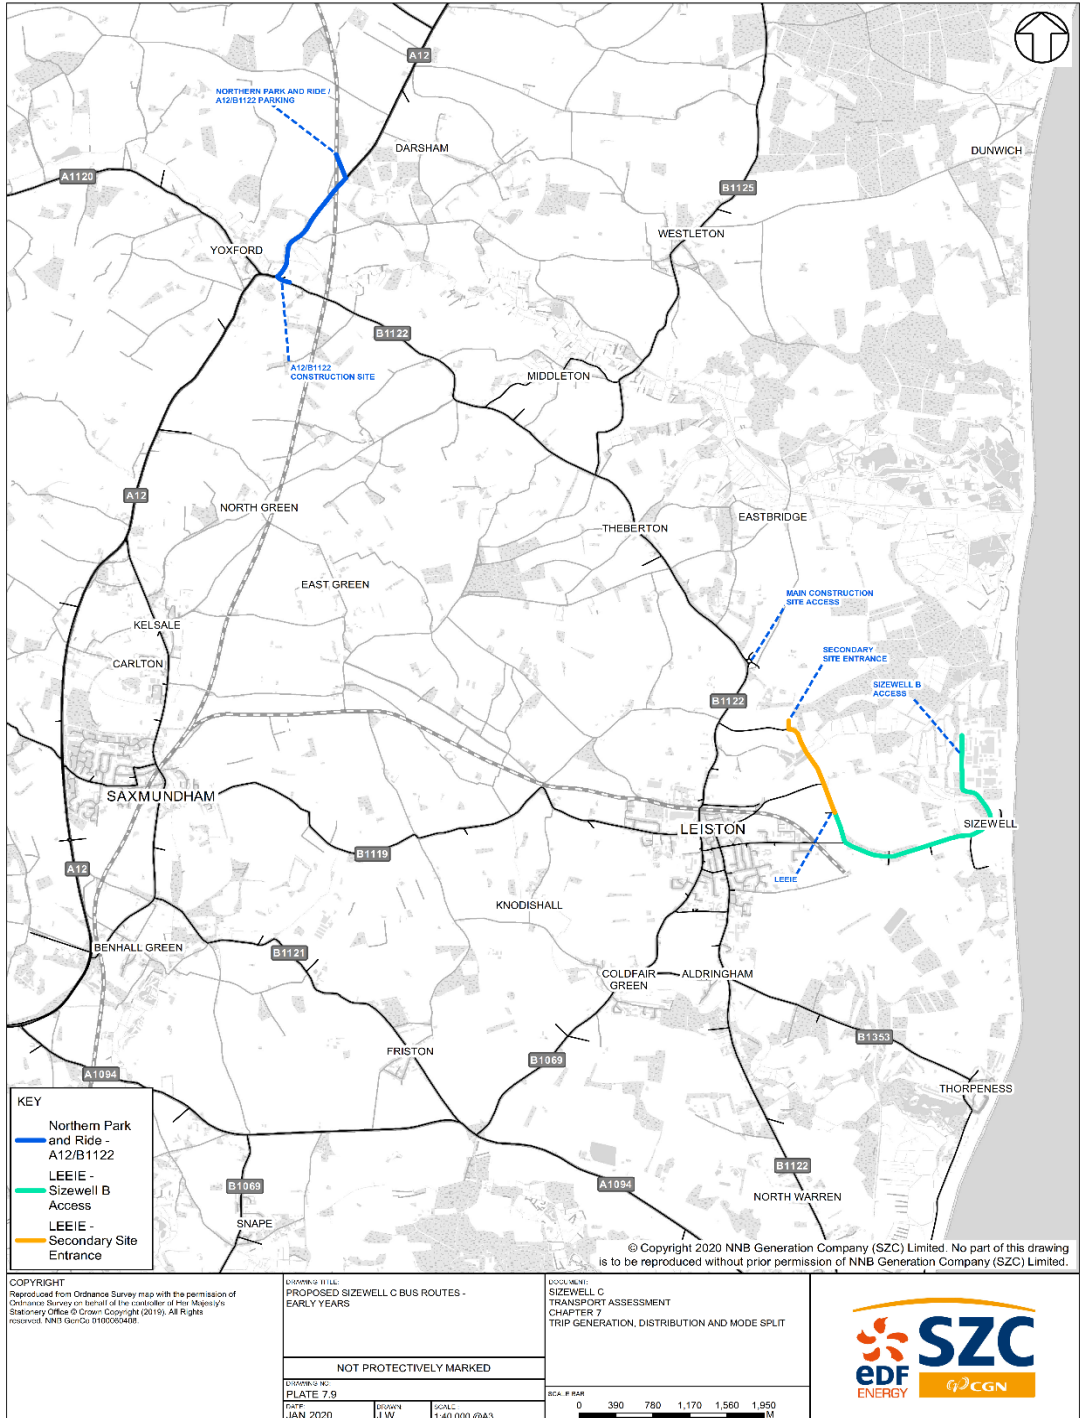 A12
NORTHERN PARK AND RIDE /
A12/B1122 PARKING
DARSHAM
DUNWICH
A1120
B1125
YOXFORD
WESTLETON
B1122
A12/B1122
CONSTRUCTION SITE
MIDDLETON
A12
NORTH GREEN
EASTBRIDGE
THEBERTON
EAST GREEN
MAIN CONSTRUCTION
SITE ACCESS
KELSALE
SECONDARY
SITE ENTRANCE
CARLTON
SIZEWELL B
ACCESS
B1122
SAXMUNDHAM
SIZEWELL
LEISTON
B1119
A12
LEEIE
KNODISHALL
BENHALL GREEN
B1121
COLDFAIR
GREEN
ALDRINGHAM
B1353
FRISTON
B1069
A1094
THORPENESS
KEY
Northern Park
and Ride -
A12/B1122
LEEIE -
Sizewell B
Access
LEEIE -
Secondary Site
Entrance
B1122
A1094
B1069
NORTH WARREN
SNAPE
© Copyright 2020 NNB Generation Company (SZC) Limited. No part of this drawing
is to be reproduced without prior permission of NNB Generation Company (SZC) Limited.
COPYRIGHT
Reproduced from Ordnance Survey map with the permission of
Ordnance Survey on behalf of the controller of Her Majesty's
Stationery Office © Crown Copyright (2019). All Rights
reserved. NNB GenCo 0100060408.
DRAWING TITLE:
PROPOSED SIZEWELL C BUS ROUTES -
EARLY YEARS
NOT PROTECTIVELY MARKED
DRAWING NO:
PLATE 7.9
DATE:
JAN 2020
DRAWN:
J.W.
SCALE:
1:40,000 @A3
DOCUMENT:
SIZEWELL C
TRANSPORT ASSESSMENT
CHAPTER 7
TRIP GENERATION, DISTRIBUTION AND MODE SPLIT
SCALE BAR
0 390 780 1,170 1,560 1,950
M
eDF
ENERGY
SZC
CGN